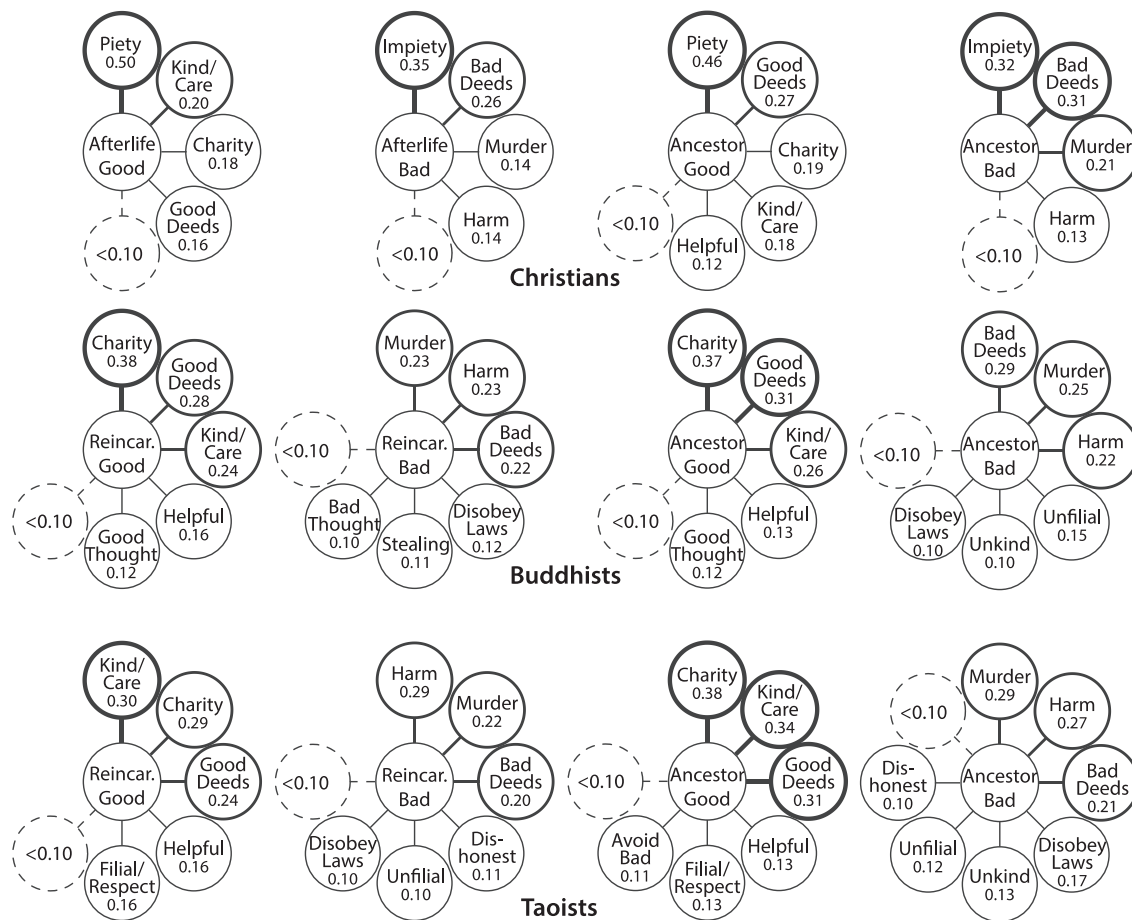 Piety
0.50
Kind/
Care
0.20
Afterlife
Good
Charity
0.18
Good
Deeds
0.16
<0.10
Impiety
0.35
Bad
Deeds
0.26
Afterlife
Bad
Murder
0.14
Harm
0.14
<0.10
Piety
0.46
Good
Deeds
0.27
Ancestor
Good
Charity
0.19
Kind/
Care
0.18
Helpful
0.12
<0.10
Impiety
0.32
Bad
Deeds
0.31
Ancestor
Bad
Murder
0.21
Harm
0.13
<0.10
Christians
Charity
0.38
Good
Deeds
0.28
Reincar.
Good
Kind/
Care
0.24
Helpful
0.16
Good
Thought
0.12
<0.10
Murder
0.23
Harm
0.23
Reincar.
Bad
Bad
Deeds
0.22
Disobey
Laws
0.12
Stealing
0.11
Bad
Thought
0.10
<0.10
Charity
0.37
Good
Deeds
0.31
Ancestor
Good
Kind/
Care
0.26
Helpful
0.13
Good
Thought
0.12
<0.10
Bad
Deeds
0.29
Murder
0.25
Ancestor
Bad
Harm
0.22
Unfilial
0.15
Unkind
0.10
Disobey
Laws
0.10
<0.10
Buddhists
Kind/
Care
0.30
Charity
0.29
Reincar.
Good
Good
Deeds
0.24
Helpful
0.16
Filial/
Respect
0.16
<0.10
Harm
0.29
Murder
0.22
Reincar.
Bad
Bad
Deeds
0.20
Dis-
honest
0.11
Unfilial
0.10
Disobey
Laws
0.10
<0.10
Charity
0.38
Kind/
Care
0.34
Ancestor
Good
Good
Deeds
0.31
Helpful
0.13
Filial/
Respect
0.13
Avoid
Bad
0.11
<0.10
Murder
0.29
Harm
0.27
Ancestor
Bad
Bad
Deeds
0.21
Disobey
Laws
0.17
Unkind
0.13
Unfilial
0.12
Dis-
honest
0.10
<0.10
Taoists